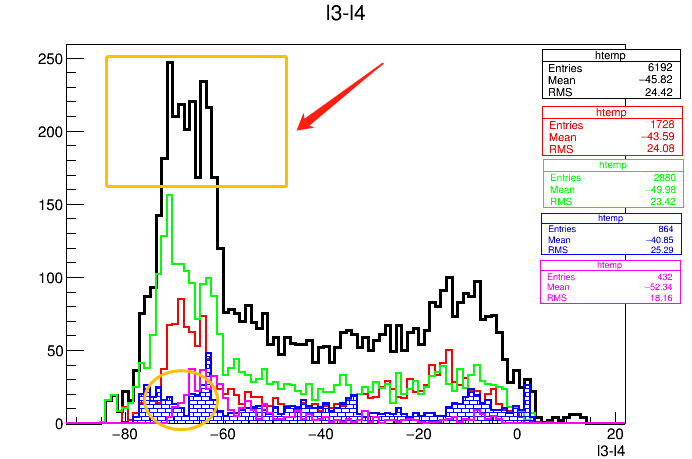 l3-l4
250
200
150
100
50
0
−80
−60
−40
−20
0
20
l3-l4
htemp
Entries 6192
Mean −45.82
RMS 24.42
htemp
Entries 1728
Mean −43.59
RMS 24.08
htemp
Entries 2880
Mean −49.98
RMS 23.42
htemp
Entries 864
Mean −40.85
RMS 25.29
htemp
Entries 432
Mean −52.34
RMS 18.16